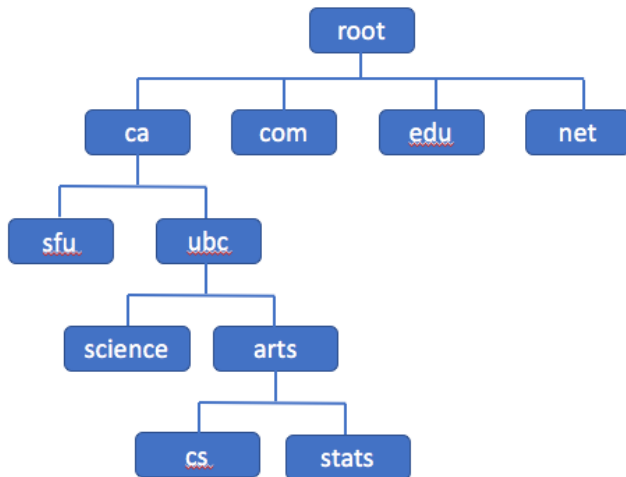 root
ca com edu net
sfu ubc
science arts
cs stats